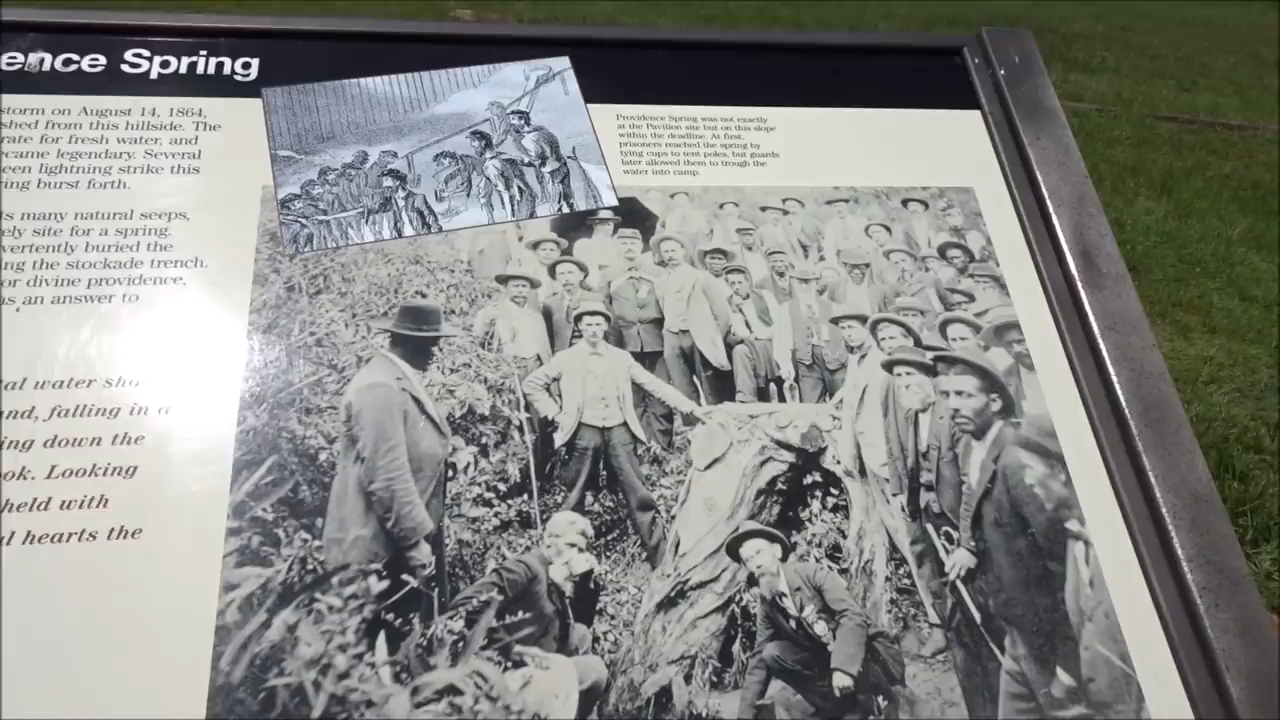 ence Spring
storm on August 14, 1864,
shed from this hillside. The
rate for fresh water, and
ecame legendary. Several
een lightning strike this
ring burst forth.
ts many natural seeps,
ely site for a spring.
vertently buried the
ing the stockade trench.
or divine providence,
as an answer to
al water sho
and, falling in a
ing down the
ok. Looking
held with
l hearts the
Providence Spring was not exactly
at the Pavilion site but on this slope
within the deadline. At first,
prisoners reached the spring by
tying cups to tent poles, but guards
later allowed them to trough the
water into camp.